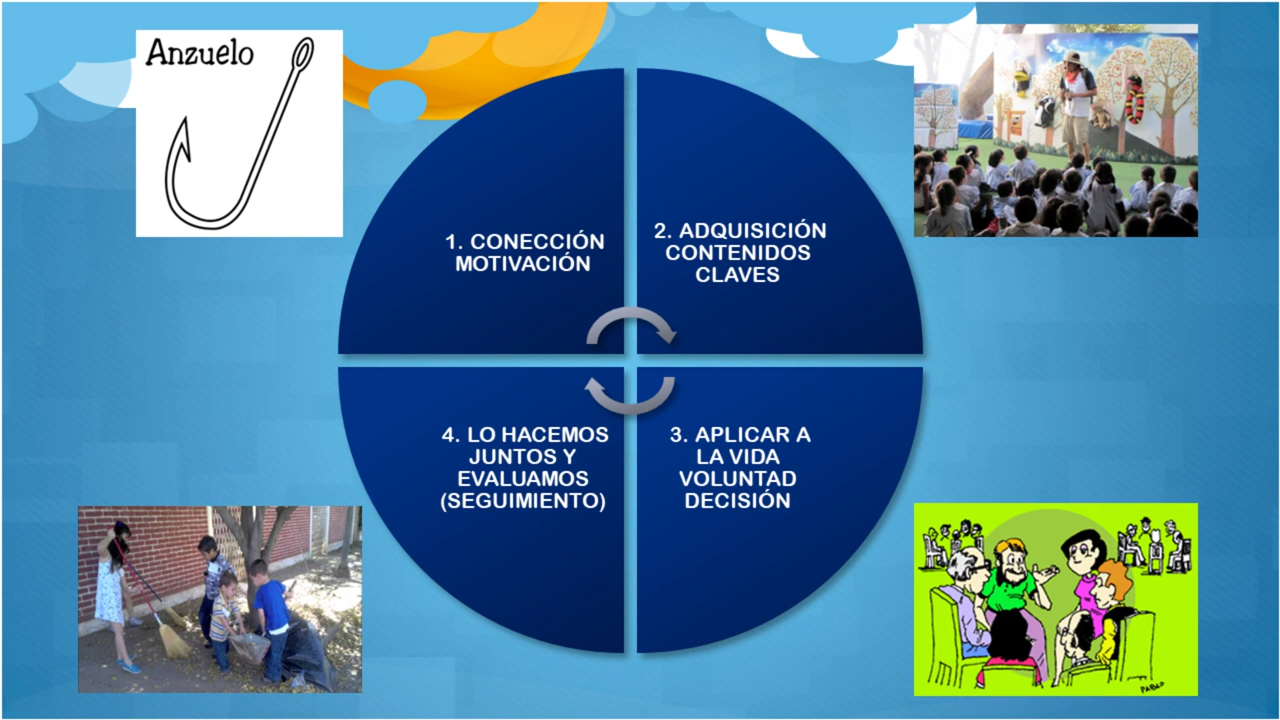 Anzuelo
1. CONECCIÓN
MOTIVACIÓN
2. ADQUISICIÓN
CONTENIDOS
CLAVES
3. APLICAR A
LA VIDA
VOLUNTAD
DECISIÓN
4. LO HACEMOS
JUNTOS Y
EVALUAMOS
(SEGUIMIENTO)
PABLO